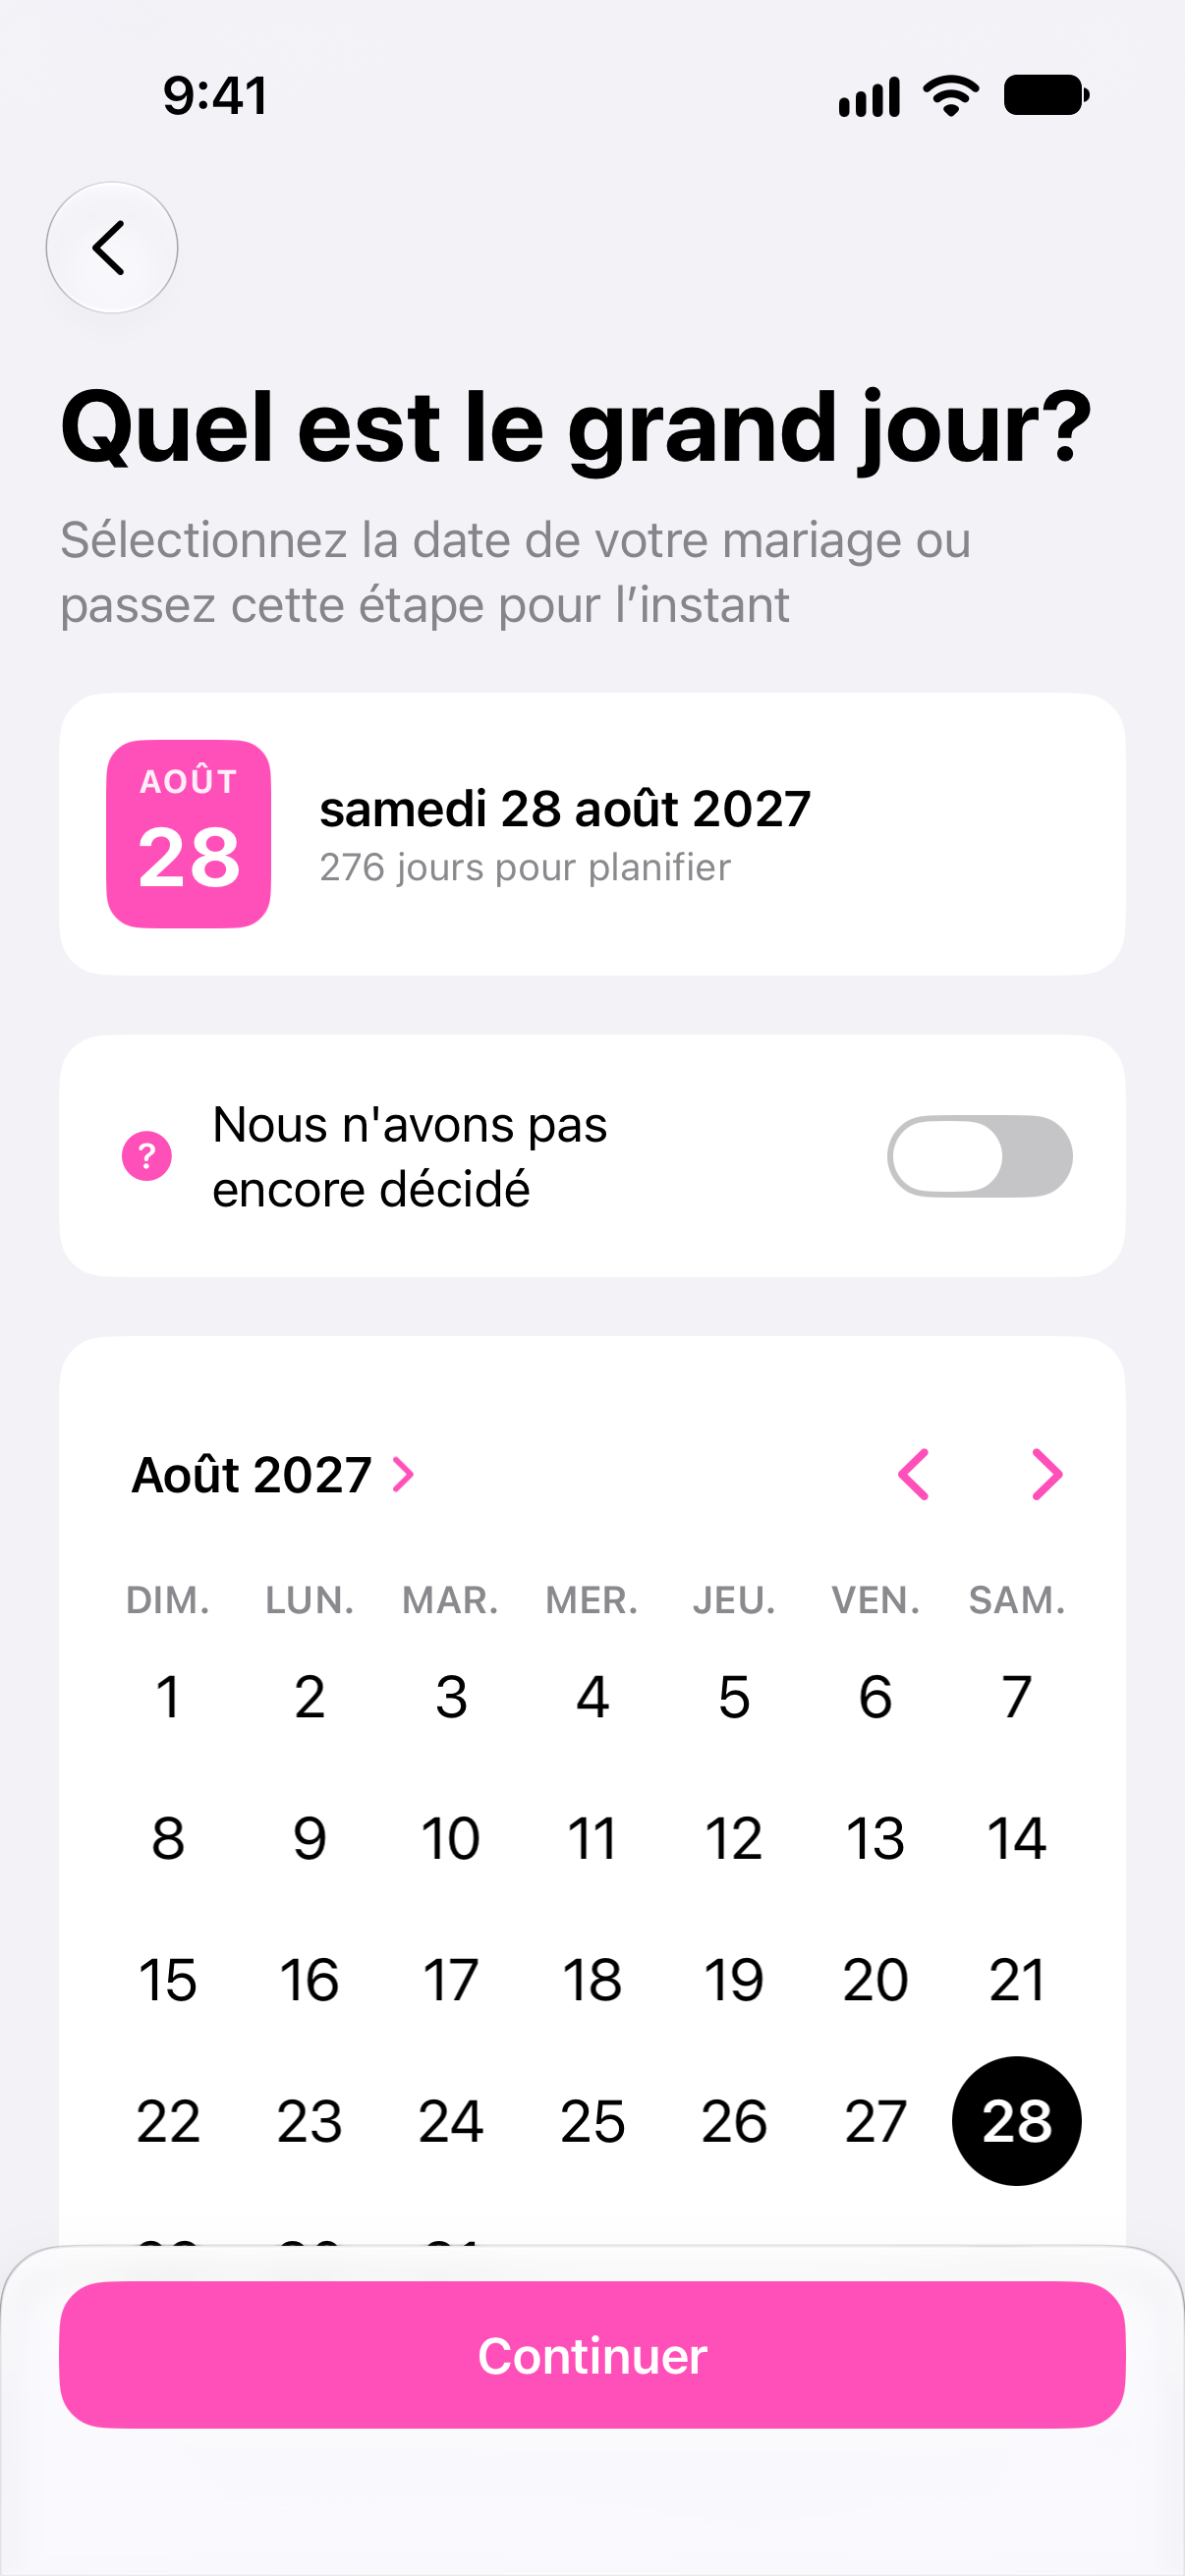 9:41
Quel est le grand jour?
Sélectionnez la date de votre mariage ou
passez cette étape pour l’instant
AOÛT
28
samedi 28 août 2027
276 jours pour planifier
?
Nous n'avons pas
encore décidé
Août 2027
DIM. LUN. MAR. MER. JEU. VEN. SAM.
1 2 3 4 5 6 7
8 9 10 11 12 13 14
15 16 17 18 19 20 21
22 23 24 25 26 27 28
Continuer